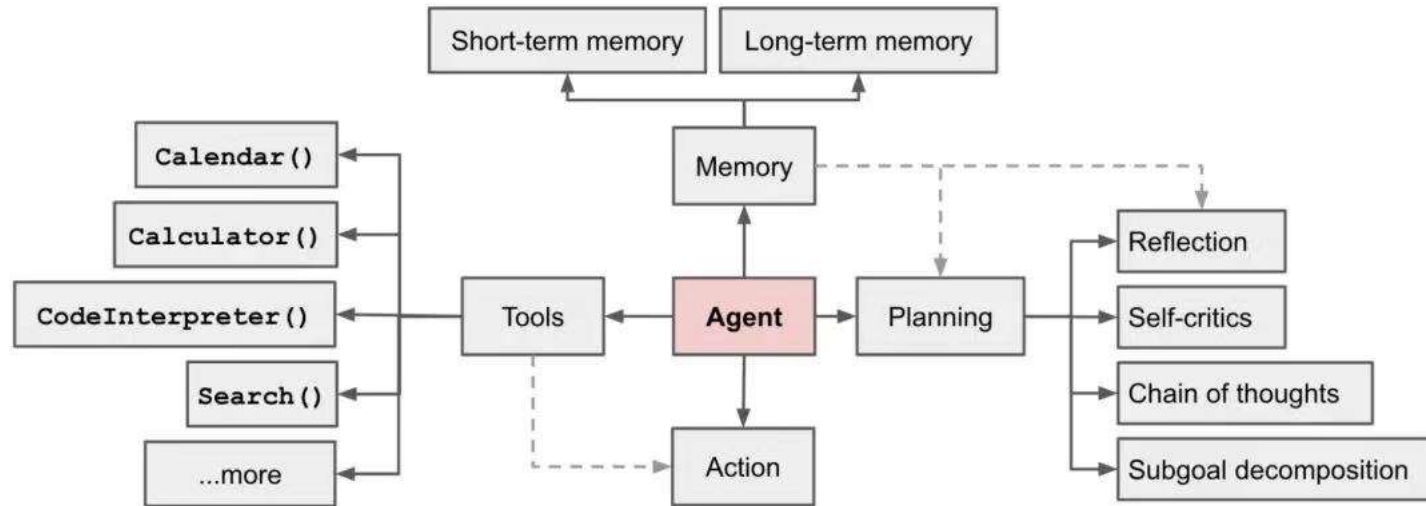 Short-term memory
Long-term memory
Calendar()
Memory
Calculator()
Reflection
CodeInterpreter()
Tools
Agent
Planning
Self-critics
Search()
Chain of thoughts
...more
Action
Subgoal decomposition